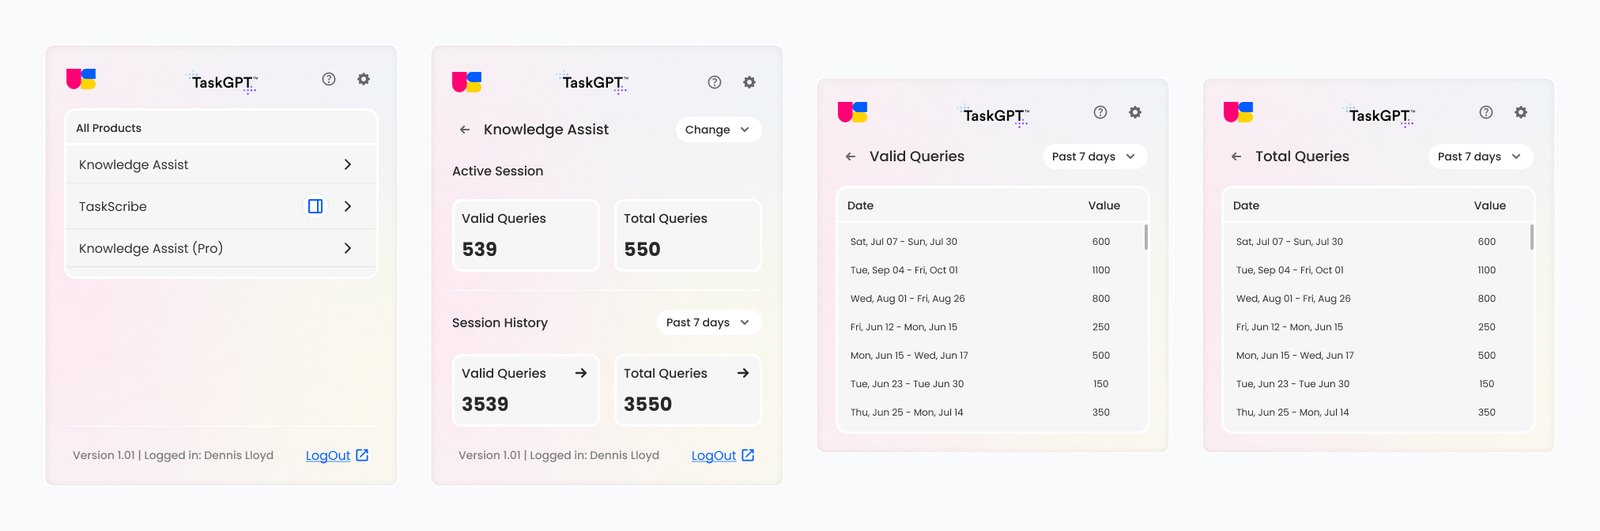 TaskGPT™
All Products
Knowledge Assist
TaskScribe
Knowledge Assist (Pro)
Version 1.01 | Logged in: Dennis Lloyd LogOut
TaskGPT™
Knowledge Assist Change
Active Session
Valid Queries Total Queries
539 550
Session History Past 7 days
Valid Queries Total Queries
3539 3550
Version 1.01 | Logged in: Dennis Lloyd LogOut
TaskGPT™
Valid Queries Past 7 days
Date Value
Sat, Jul 07 - Sun, Jul 30 600
Tue, Sep 04 - Fri, Oct 01 1100
Wed, Aug 01 - Fri, Aug 26 800
Fri, Jun 12 - Mon, Jun 15 250
Mon, Jun 15 - Wed, Jun 17 500
Tue, Jun 23 - Tue Jun 30 150
Thu, Jun 25 - Mon, Jul 14 350
TaskGPT™
Total Queries Past 7 days
Date Value
Sat, Jul 07 - Sun, Jul 30 600
Tue, Sep 04 - Fri, Oct 01 1100
Wed, Aug 01 - Fri, Aug 26 800
Fri, Jun 12 - Mon, Jun 15 250
Mon, Jun 15 - Wed, Jun 17 500
Tue, Jun 23 - Tue Jun 30 150
Thu, Jun 25 - Mon, Jul 14 350